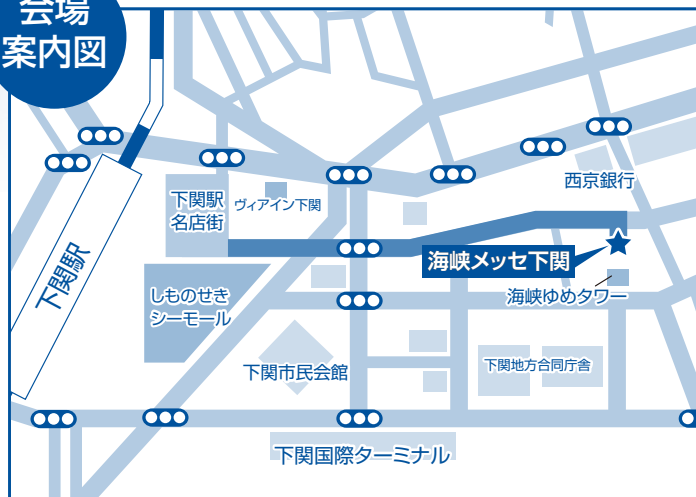 会場
案内図
西京銀行
下関駅
名店街
ヴィアイン下関
海峡メッセ下関
下関駅
しものせき
シーモール
海峡ゆめタワー
下関市民会館
下関地方合同庁舎
下関国際ターミナル